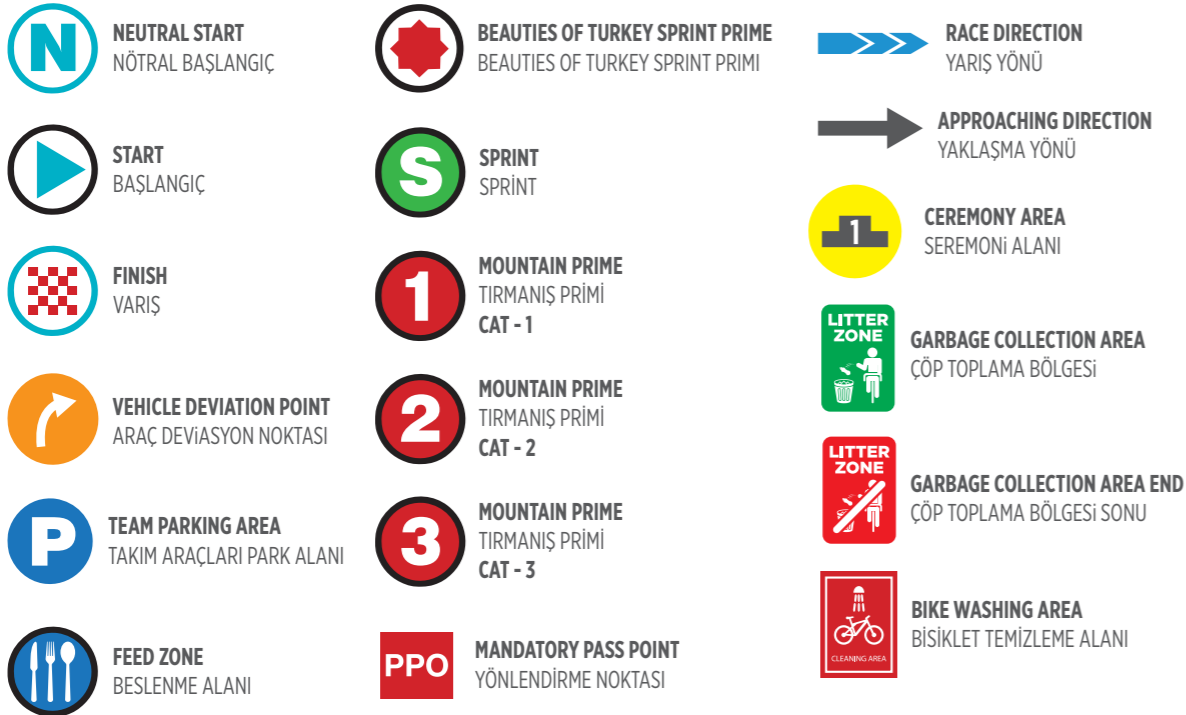 N
NEUTRAL START
NÖTRAL BAŞLANGIÇ
START
BAŞLANGIÇ
FINISH
VARIŞ
VEHICLE DEVIATION POINT
ARAÇ DEViASYON NOKTASI
P
TEAM PARKING AREA
TAKIM ARAÇLARI PARK ALANI
FEED ZONE
BESLENME ALANI
BEAUTIES OF TURKEY SPRINT PRIME
BEAUTIES OF TURKEY SPRINT PRIMI
S
SPRINT
SPRİNT
1
MOUNTAIN PRIME
TIRMANIŞ PRİMİ
CAT - 1
2
MOUNTAIN PRIME
TIRMANIŞ PRİMİ
CAT - 2
3
MOUNTAIN PRIME
TIRMANIŞ PRİMİ
CAT - 3
PPO
MANDATORY PASS POINT
YÖNLENDİRME NOKTASI
RACE DIRECTION
YARIŞ YÖNÜ
APPROACHING DIRECTION
YAKLAŞMA YÖNÜ
1
CEREMONY AREA
SEREMONi ALANI
LITTER
ZONE
GARBAGE COLLECTION AREA
ÇÖP TOPLAMA BÖLGESi
LITTER
ZONE
GARBAGE COLLECTION AREA END
ÇÖP TOPLAMA BÖLGESi SONU
CLEANING AREA
BIKE WASHING AREA
BİSİKLET TEMİZLEME ALANI